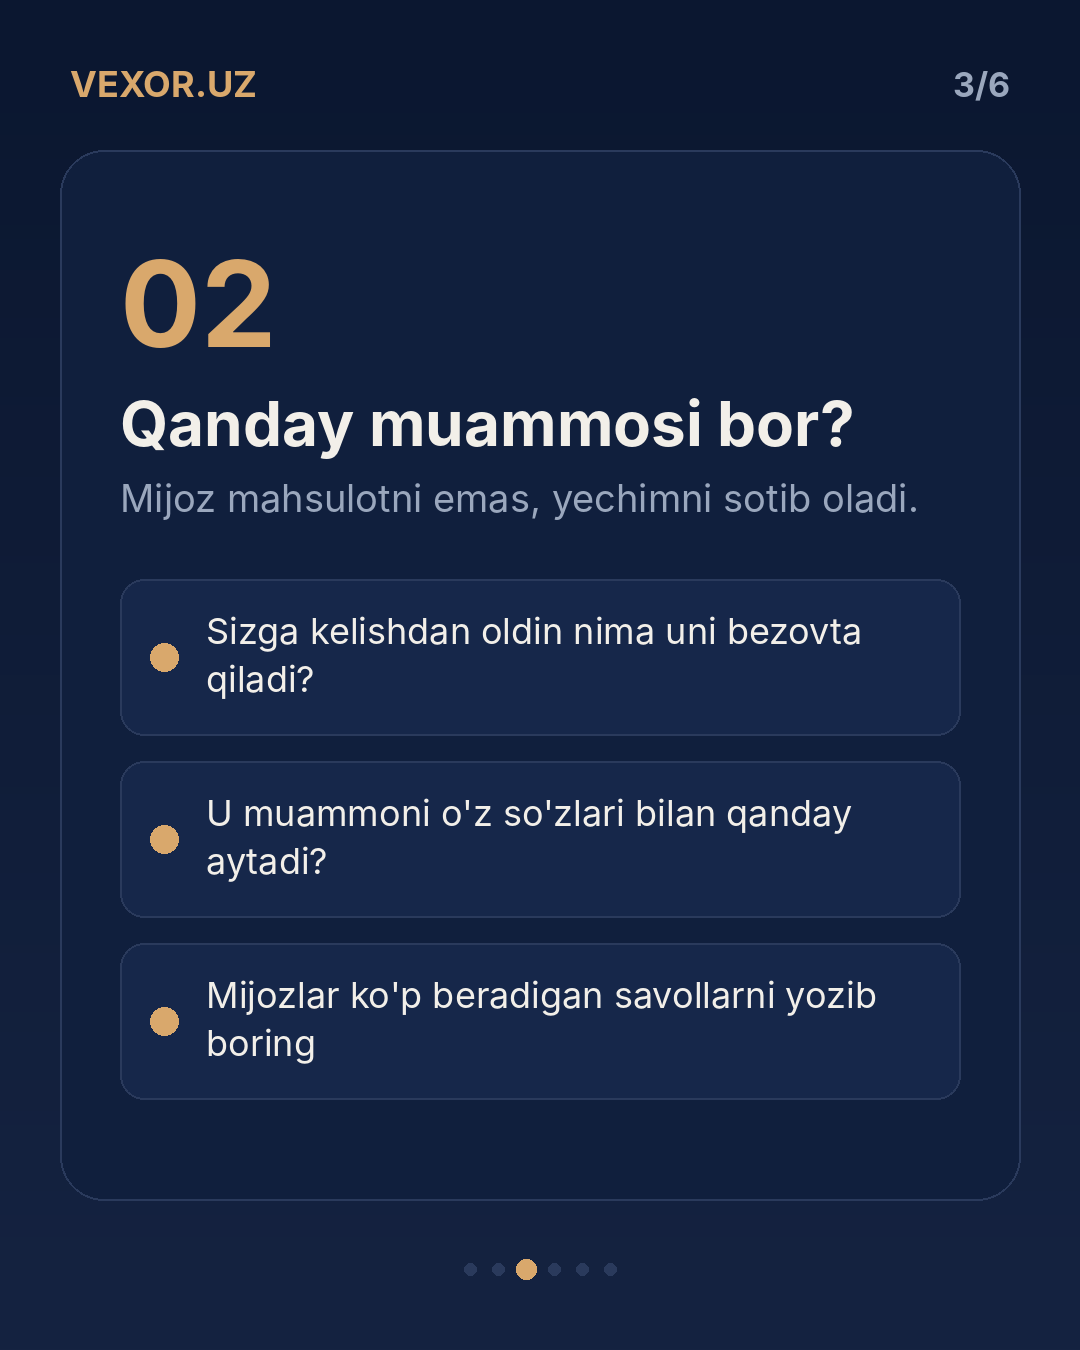 VEXOR.UZ
3/6
02
Qanday muammosi bor?
Mijoz mahsulotni emas, yechimni sotib oladi.
Sizga kelishdan oldin nima uni bezovta
qiladi?
U muammoni o'z so'zlari bilan qanday
aytadi?
Mijozlar ko'p beradigan savollarni yozib
boring